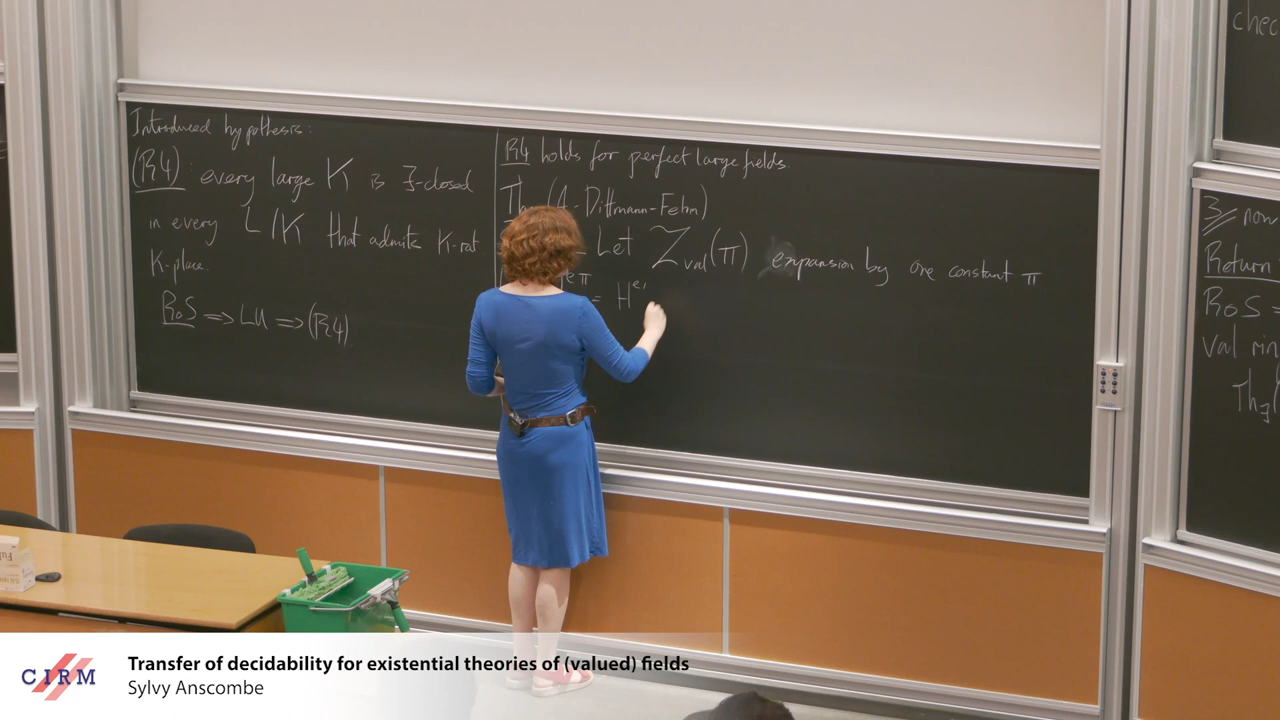 Introduced hypothesis:
(R4): every large K is ∃-closed
in every L/K that admits K-rat
K-place.
RoS ⇒ LU ⇒ (R4)
R4 holds for perfect large fields.
(A-Dittmann-Fehm)
Let Z̃val(π) expansion by one constant π
= He'
chec
3/ now
Return
RoS =
val rin
Th∃
CIRM
Transfer of decidability for existential theories of (valued) fields
Sylvy Anscombe